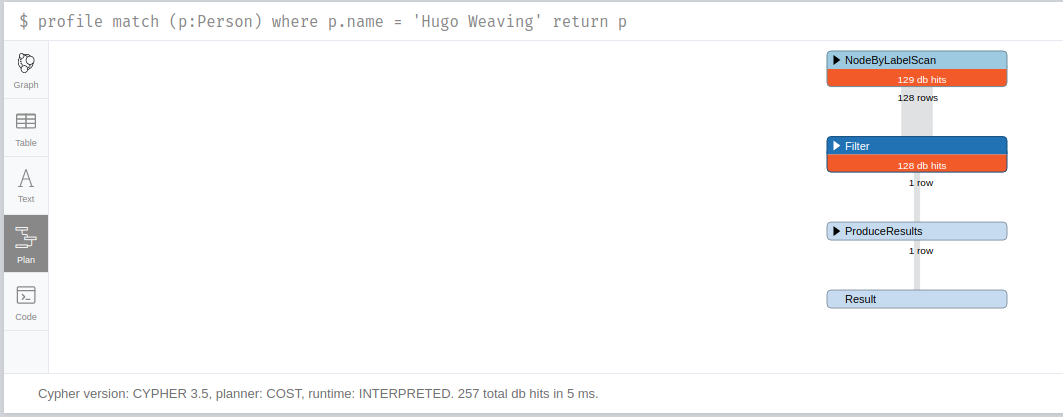 $ profile match (p:Person) where p.name = 'Hugo Weaving' return p
Graph
Table
A
Text
Plan
Code
NodeByLabelScan
129 db hits
128 rows
Filter
128 db hits
1 row
ProduceResults
1 row
Result
Cypher version: CYPHER 3.5, planner: COST, runtime: INTERPRETED. 257 total db hits in 5 ms.